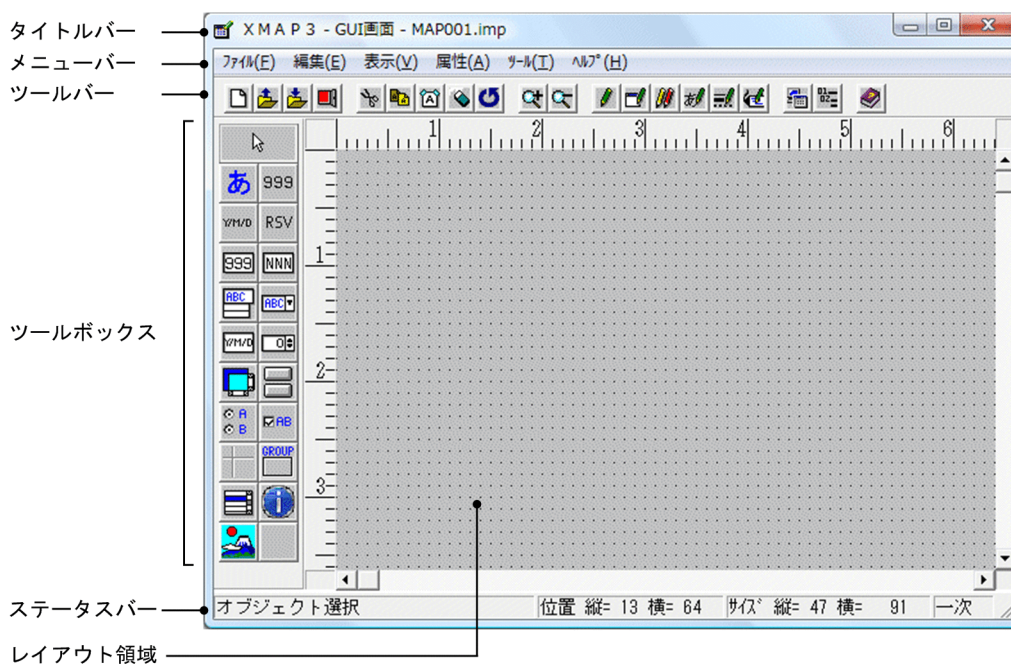 タイトルバー
XMAP3 - GUI画面 - MAP001.imp
メニューバー
ﾌｧｲﾙ(F) 編集(E) 表示(V) 属性(A) ﾂｰﾙ(T) ﾍﾙﾌﾟ(H)
ツールバー
1 2 3 4 5 6
あ 999
Y/M/D RSV
999 NNN
1
ABC ABC
ツールボックス
Y/M/D 0
2
A B AB
GROUP
3
ステータスバー
オブジェクト選択 位置 縦= 13 横= 64 ｻｲｽﾞ 縦= 47 横= 91 一次
レイアウト領域